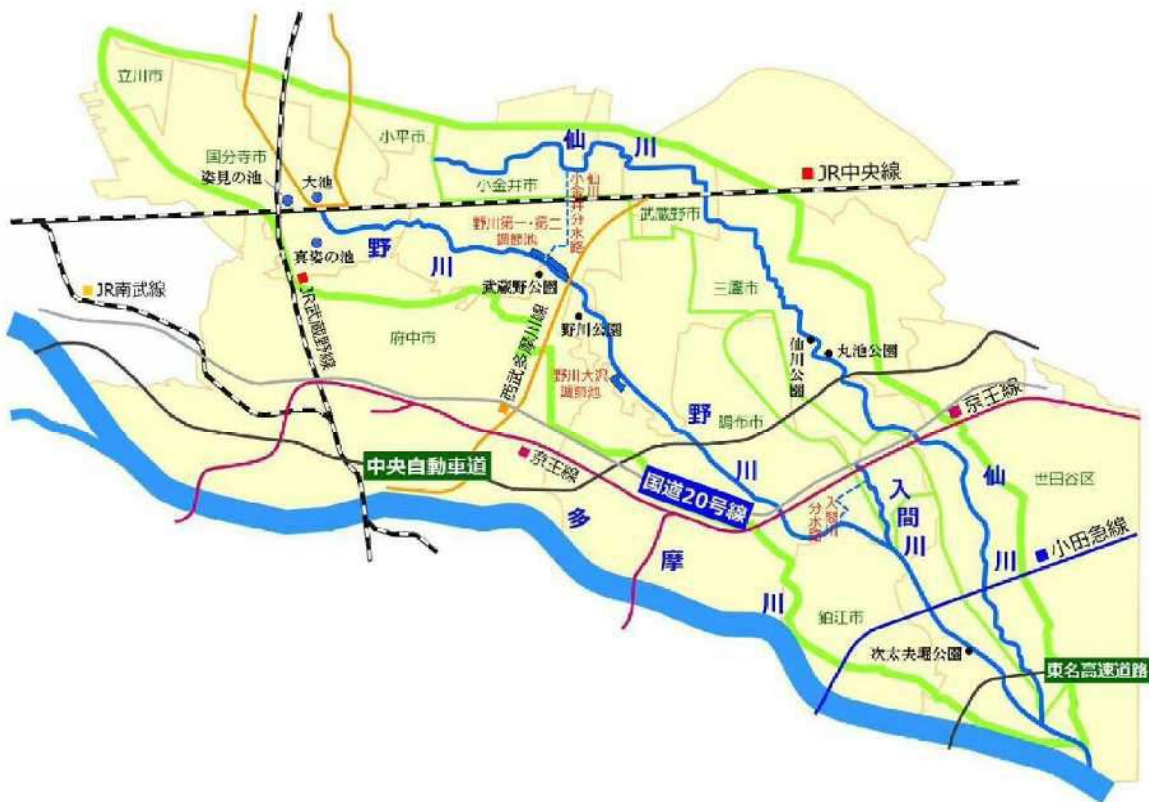 立川市
小平市
仙
川
国分寺市
姿見の池
大池
小金井市
仙川
小金井分水路
JR中央線
武蔵野市
野川第一・第二
調節池
野
川
真姿の池
JR武蔵野線
JR南武線
武蔵野公園
三鷹市
府中市
西武多摩川線
野川公園
仙川公園
丸池公園
野川大沢
調節池
野
川
調布市
京王線
中央自動車道
京王線
国道20号線
入間川
分水路
入
間
川
仙
川
世田谷区
多
摩
川
小田急線
狛江市
次太夫堀公園
東名高速道路